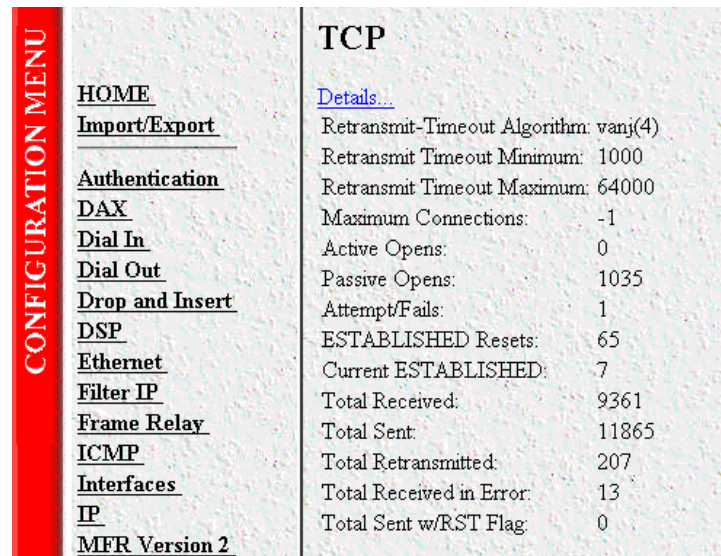 CONFIGURATION MENU
HOME
Import/Export
Authentication
DAX
Dial In
Dial Out
Drop and Insert
DSP
Ethernet
Filter IP
Frame Relay
ICMP
Interfaces
IP
MFR Version 2
TCP
Details...
Retransmit-Timeout Algorithm: vanj(4)
Retransmit Timeout Minimum: 1000
Retransmit Timeout Maximum: 64000
Maximum Connections: -1
Active Opens: 0
Passive Opens: 1035
Attempt/Fails: 1
ESTABLISHED Resets: 65
Current ESTABLISHED: 7
Total Received: 9361
Total Sent: 11865
Total Retransmitted: 207
Total Received in Error: 13
Total Sent w/RST Flag: 0